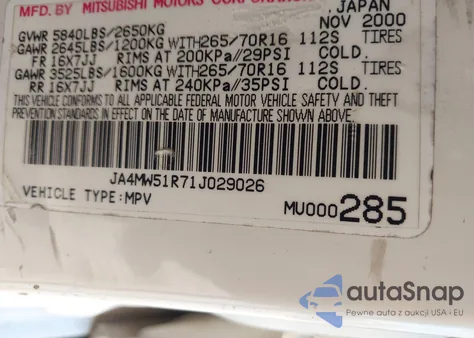 MFD. BY MITSUBISHI MOTORS
JAPAN
GVWR 5840LBS/2650KG NOV 2000
GAWR 2645LBS/1200KG WITH265/70R16 112S TIRES
FR 16X7JJ RIMS AT 200KPa/29PSI COLD.
GAWR 3525LBS/1600KG WITH265/70R16 112S TIRES
RR 16X7JJ RIMS AT 240KPa/35PSI COLD.
THIS VEHICLE CONFORMS TO ALL APPLICABLE FEDERAL MOTOR VEHICLE SAFETY AND THEFT
PREVENTION STANDARDS IN EFFECT ON THE DATE OF MANUFACTURE SHOWN ABOVE.
JA4MW51R71J029026
VEHICLE TYPE:MPV MU000285
autoSnap
Pewne auta z aukcji USA i EU